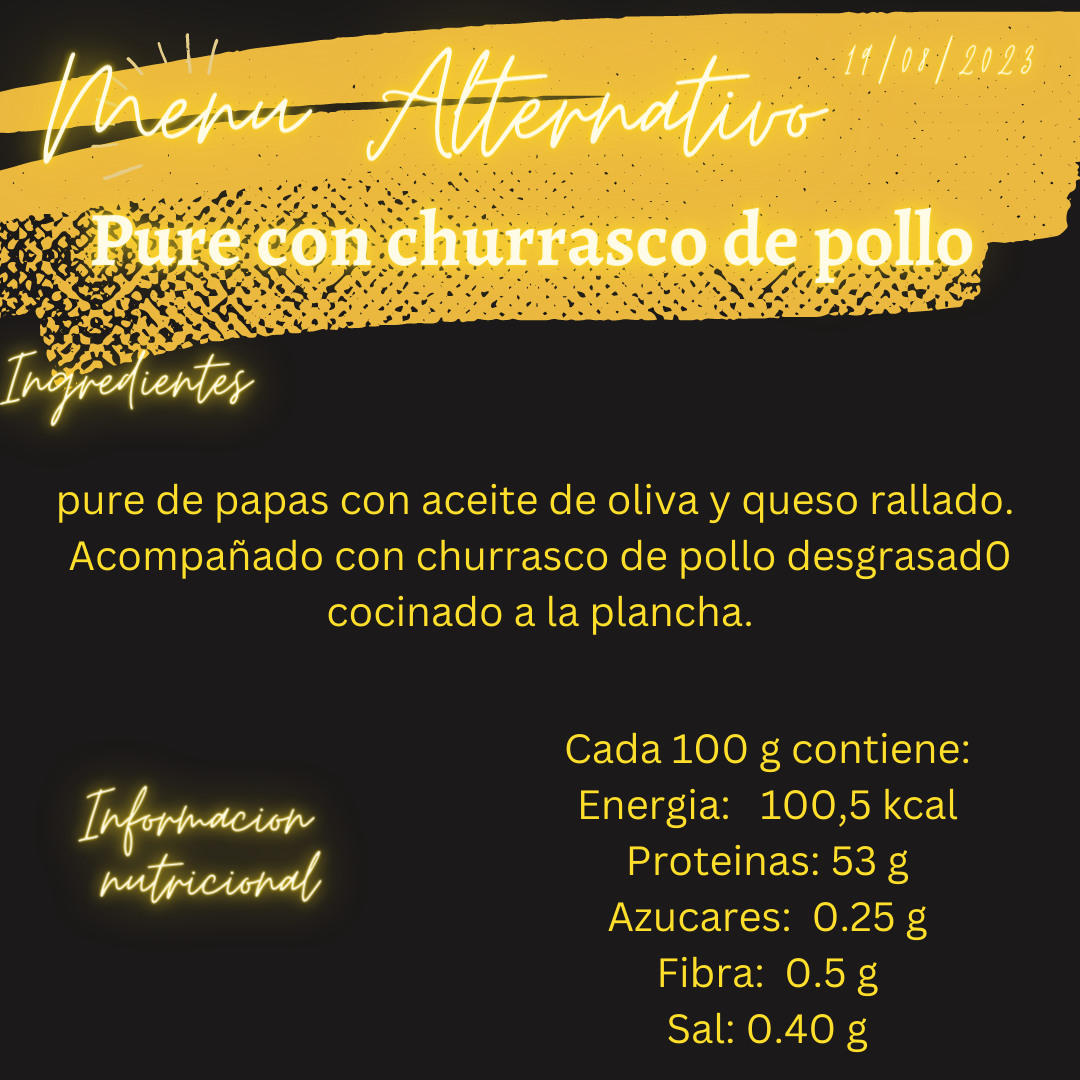 Menu Alternativo
19/08/2023
Pure con churrasco de pollo
Ingredientes
pure de papas con aceite de oliva y queso rallado.
Acompañado con churrasco de pollo desgrasad0
cocinado a la plancha.
Informacion
nutricional
Cada 100 g contiene:
Energia: 100,5 kcal
Proteinas: 53 g
Azucares: 0.25 g
Fibra: 0.5 g
Sal: 0.40 g